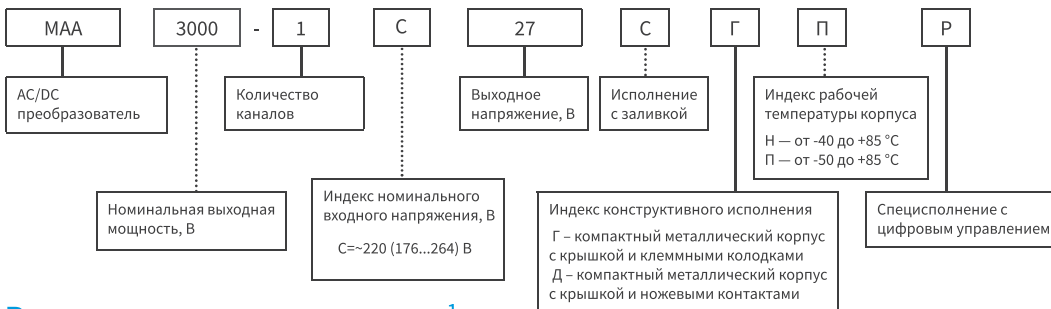 МАА 3000 - 1 С 27 С Г П Р
AC/DC
преобразователь
Количество
каналов
Выходное
напряжение, В
Исполнение
с заливкой
Индекс рабочей
температуры корпуса
Н — от -40 до +85 °С
П — от -50 до +85 °С
Номинальная выходная
мощность, В
Индекс номинального
входного напряжения, В
С=~220 (176...264) В
Индекс конструктивного исполнения
Г – компактный металлический корпус
с крышкой и клеммными колодками
Д – компактный металлический корпус
с крышкой и ножевыми контактами
Специсполнение с
цифровым управлением
1